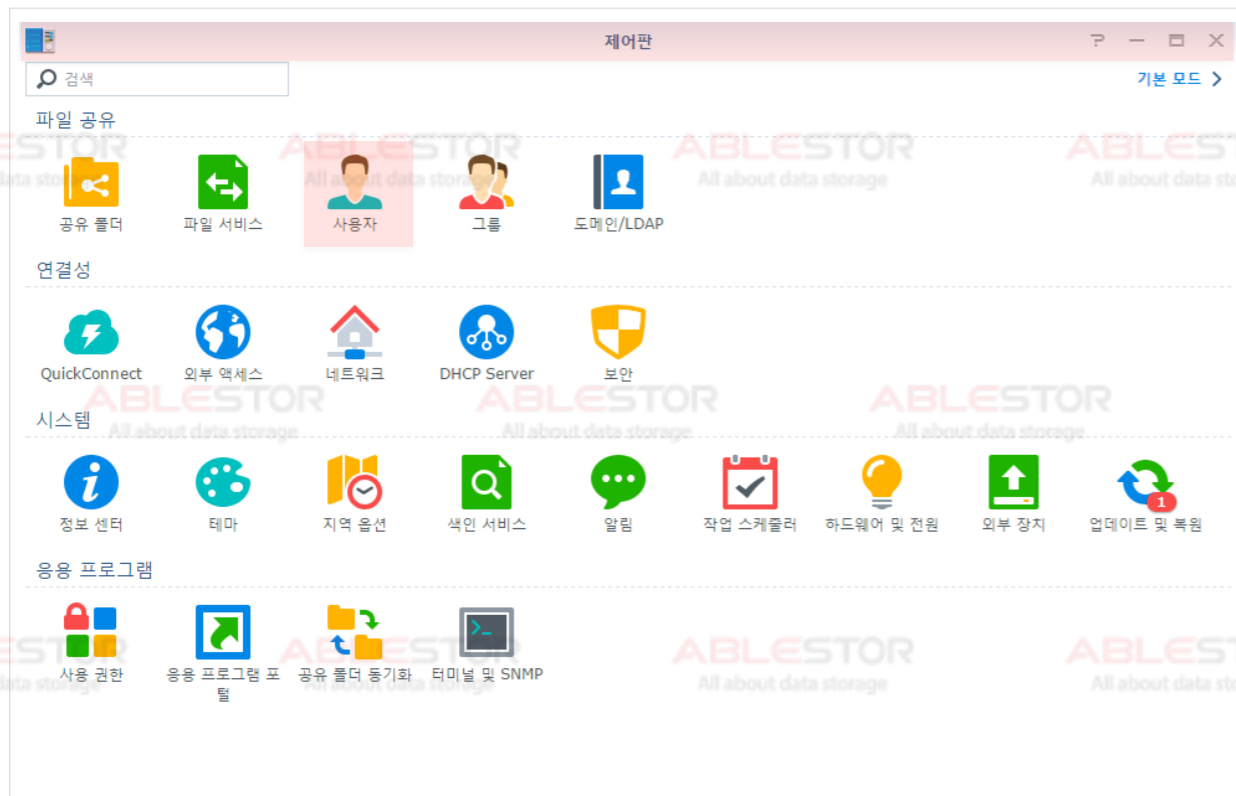 제어판
검색
기본 모드
파일 공유
공유 폴더 파일 서비스 사용자 그룹 도메인/LDAP
연결성
QuickConnect 외부 액세스 네트워크 DHCP Server 보안
시스템
정보 센터 테마 지역 옵션 색인 서비스 알림 작업 스케줄러 하드웨어 및 전원 외부 장치 업데이트 및 복원
1
응용 프로그램
사용 권한 응용 프로그램 포털 공유 폴더 동기화 터미널 및 SNMP
ABLESTOR
All about data storage